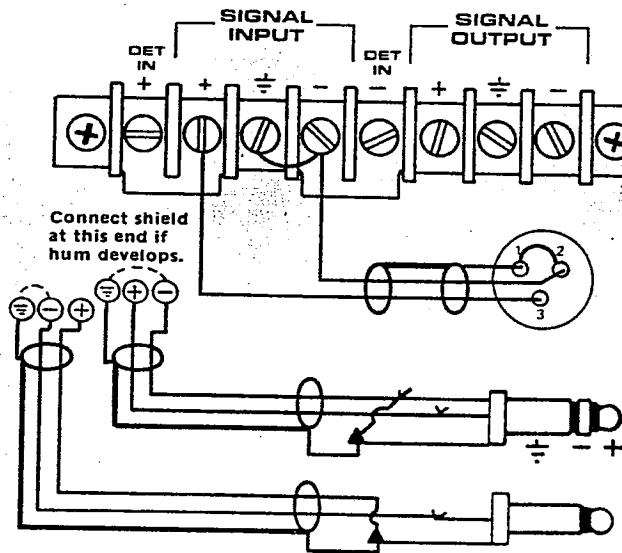 SIGNAL INPUT
SIGNAL OUTPUT
DET IN
DET IN
+ + - - + -
Connect shield
at this end if
hum develops.
1 2
3
- + + -
- +